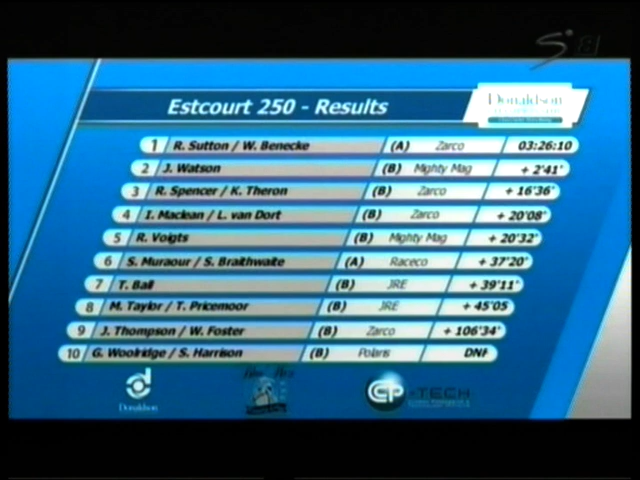 Estcourt 250 - Results
Donaldson
1 R. Sutton / W. Benecke (A) Zarco 03:26:10
2 J. Watson (B) Mighty Mag + 2'41'
3 R. Spencer / K. Theron (B) Zarco + 16'36'
4 I. Maclean / L. van Dort (B) Zarco + 20'08'
5 R. Voigts (B) Mighty Mag + 20'32'
6 S. Muraour / S. Braithwaite (A) Raceco + 37'20'
7 T. Ball (B) JRE + 39'11'
8 M. Taylor / T. Pricemoor (B) JRE + 45'05
9 J. Thompson / W. Foster (B) Zarco + 106'34'
10 G. Woolridge / S. Harrison (B) Polaris DNF
Donaldson
CP TECH